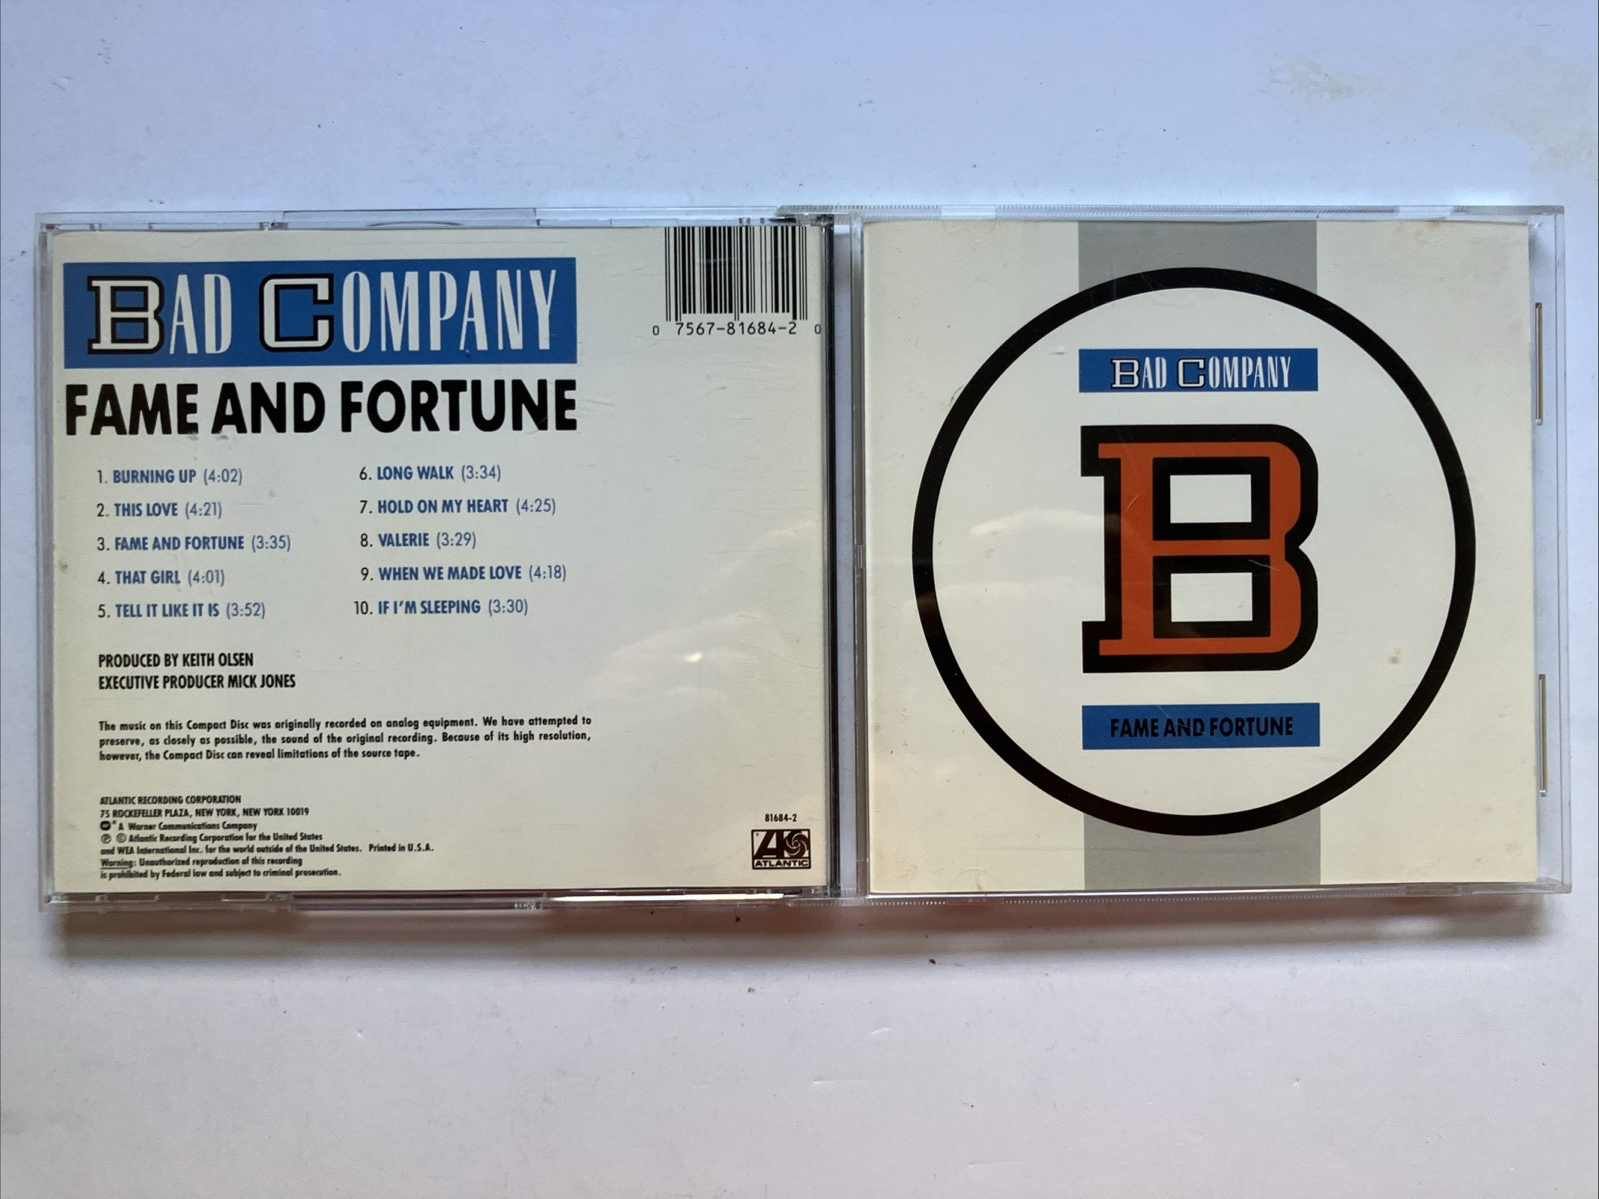 BAD COMPANY
FAME AND FORTUNE
1. BURNING UP (4:02)
2. THIS LOVE (4:21)
3. FAME AND FORTUNE (3:35)
4. THAT GIRL (4:01)
5. TELL IT LIKE IT IS (3:52)
6. LONG WALK (3:34)
7. HOLD ON MY HEART (4:25)
8. VALERIE (3:29)
9. WHEN WE MADE LOVE (4:18)
10. IF I'M SLEEPING (3:30)
PRODUCED BY KEITH OLSEN
EXECUTIVE PRODUCER MICK JONES
The music on this Compact Disc was originally recorded on analog equipment. We have attempted to
preserve, as closely as possible, the sound of the original recording. Because of its high resolution,
however, the Compact Disc can reveal limitations of the source tape.
ATLANTIC RECORDING CORPORATION
75 ROCKEFELLER PLAZA, NEW YORK, NEW YORK 10019
A Warner Communications Company
℗ © Atlantic Recording Corporation for the United States
and WEA International Inc. for the world outside of the United States. Printed in U.S.A.
Warning: Unauthorized reproduction of this recording
is prohibited by Federal law and subject to criminal prosecution.
0 7567-81684-2 0
81684-2
A
ATLANTIC
BAD COMPANY
B
FAME AND FORTUNE